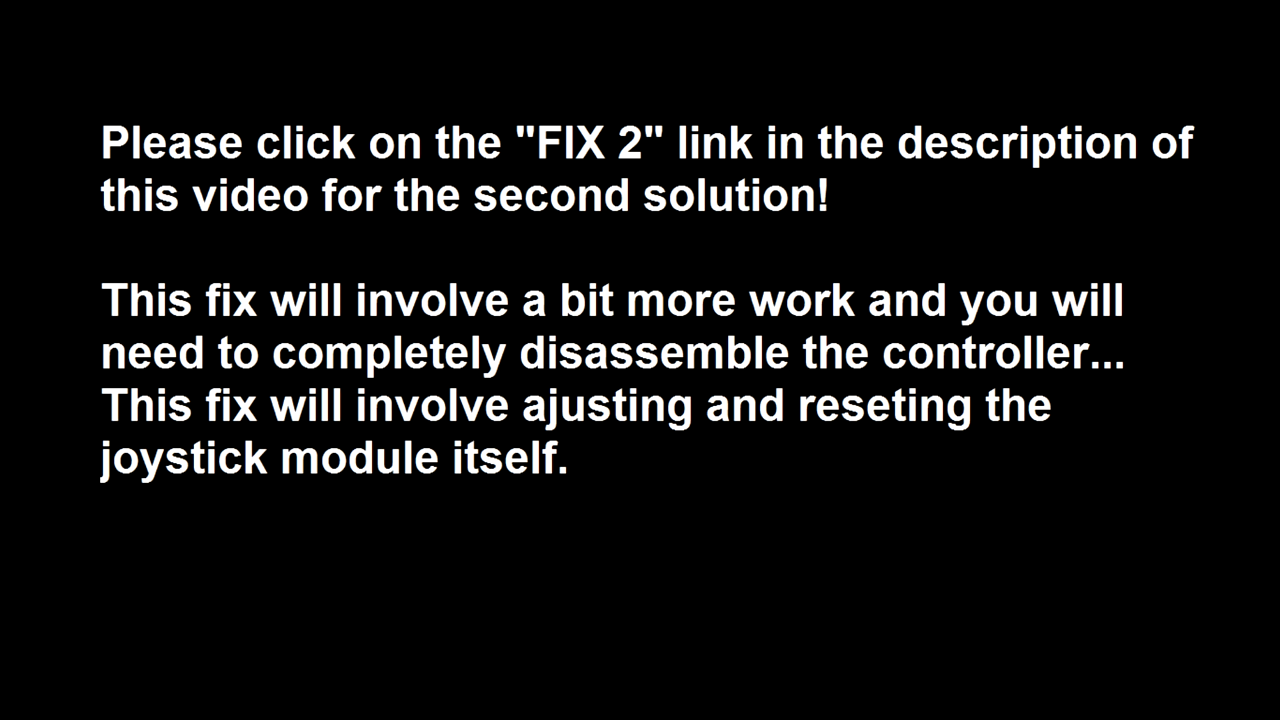 Please click on the "FIX 2" link in the description of
this video for the second solution!
This fix will involve a bit more work and you will
need to completely disassemble the controller...
This fix will involve ajusting and reseting the
joystick module itself.